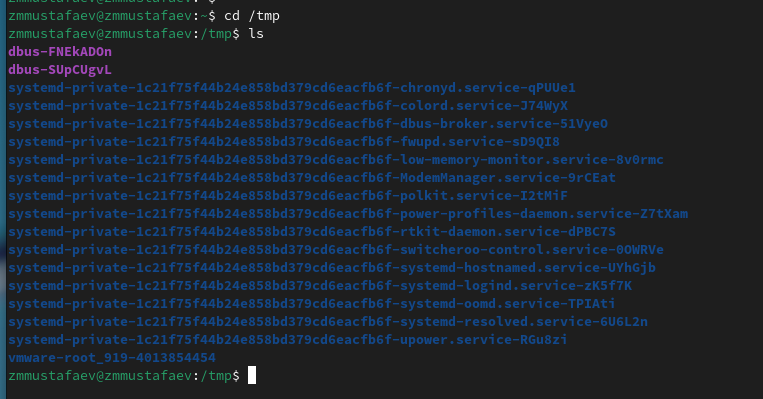 zmmustafaev@zmmustafaev:~$ cd /tmp
zmmustafaev@zmmustafaev:/tmp$ ls
dbus-FNEkADOn
dbus-SUpCUgvL
systemd-private-1c21f75f44b24e858bd379cd6eacfb6f-chronyd.service-qPUUe1
systemd-private-1c21f75f44b24e858bd379cd6eacfb6f-colord.service-J74WyX
systemd-private-1c21f75f44b24e858bd379cd6eacfb6f-dbus-broker.service-51VyeO
systemd-private-1c21f75f44b24e858bd379cd6eacfb6f-fwupd.service-sD9QI8
systemd-private-1c21f75f44b24e858bd379cd6eacfb6f-low-memory-monitor.service-8v0rmc
systemd-private-1c21f75f44b24e858bd379cd6eacfb6f-ModemManager.service-9rCEat
systemd-private-1c21f75f44b24e858bd379cd6eacfb6f-polkit.service-I2tMiF
systemd-private-1c21f75f44b24e858bd379cd6eacfb6f-power-profiles-daemon.service-Z7tXam
systemd-private-1c21f75f44b24e858bd379cd6eacfb6f-rtkit-daemon.service-dPBC7S
systemd-private-1c21f75f44b24e858bd379cd6eacfb6f-switcheroo-control.service-0OWRVe
systemd-private-1c21f75f44b24e858bd379cd6eacfb6f-systemd-hostnamed.service-UYhGjb
systemd-private-1c21f75f44b24e858bd379cd6eacfb6f-systemd-logind.service-zK5f7K
systemd-private-1c21f75f44b24e858bd379cd6eacfb6f-systemd-oomd.service-TPIAti
systemd-private-1c21f75f44b24e858bd379cd6eacfb6f-systemd-resolved.service-6U6L2n
systemd-private-1c21f75f44b24e858bd379cd6eacfb6f-upower.service-RGu8zi
vmware-root_919-4013854454
zmmustafaev@zmmustafaev:/tmp$